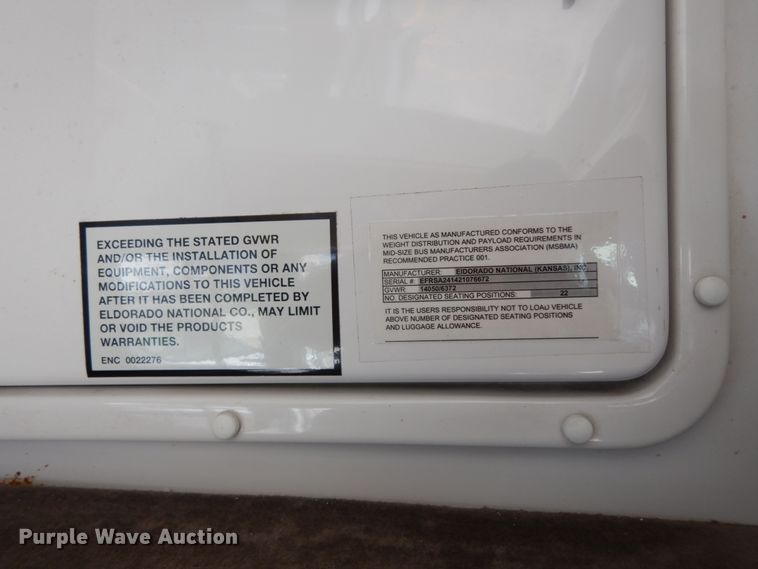 EXCEEDING THE STATED GVWR
AND/OR THE INSTALLATION OF
EQUIPMENT, COMPONENTS OR ANY
MODIFICATIONS TO THIS VEHICLE
AFTER IT HAS BEEN COMPLETED BY
ELDORADO NATIONAL CO., MAY LIMIT
OR VOID THE PRODUCTS
WARRANTIES.
ENC 0022276
THIS VEHICLE AS MANUFACTURED CONFORMS TO THE
WEIGHT DISTRIBUTION AND PAYLOAD REQUIREMENTS IN
MID-SIZE BUS MANUFACTURERS ASSOCIATION (MSBMA)
RECOMMENDED PRACTICE 001.
MANUFACTURER: ElDORADO NATIONAL (KANSAS), INC.
SERIAL #: EFRSA241421076672
GVWR 14050/6372
NO. DESIGNATED SEATING POSITIONS: 22
IT IS THE USERS RESPONSIBILITY NOT TO LOAD VEHICLE
ABOVE NUMBER OF DESIGNATED SEATING POSITIONS
AND LUGGAGE ALLOWANCE.
Purple Wave Auction